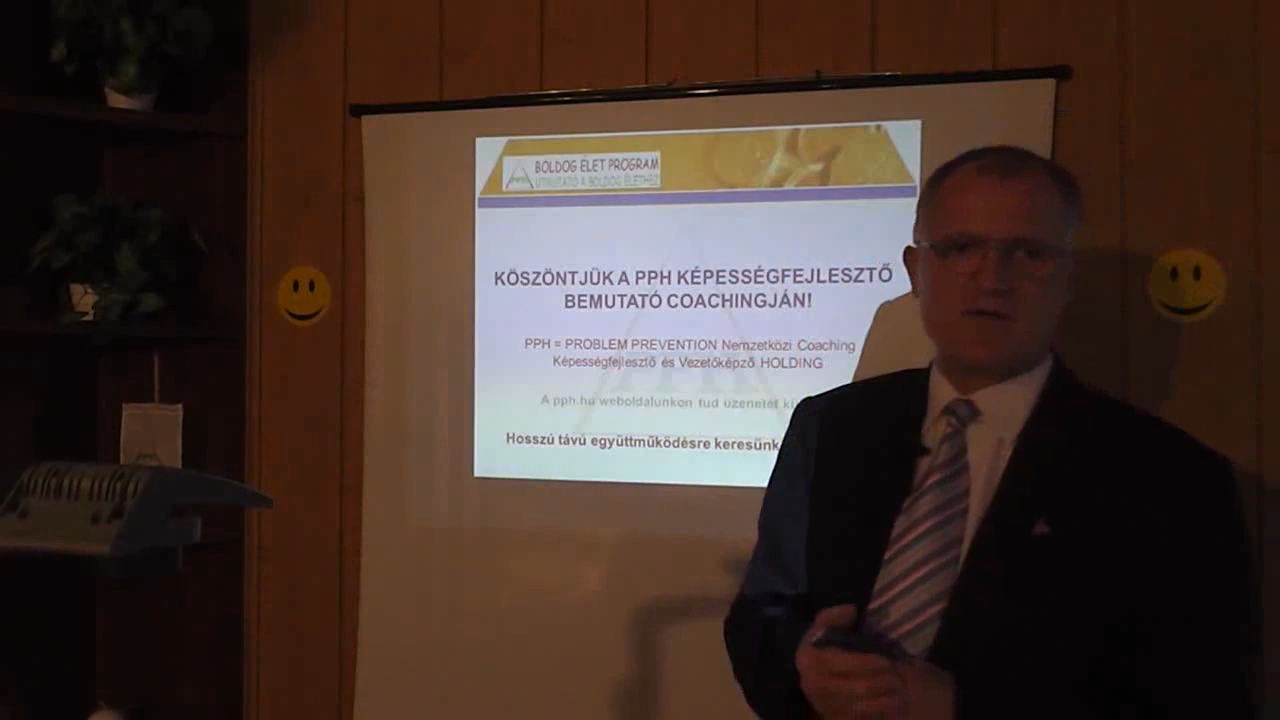 BOLDOG ÉLET PROGRAM
ÚTMUTATÓ A BOLDOG ÉLETHEZ
KÖSZÖNTJÜK A PPH KÉPESSÉGFEJLESZTŐ
BEMUTATÓ COACHINGJÁN!
PPH = PROBLEM PREVENTION Nemzetközi Coaching
Képességfejlesztő és Vezetőképző HOLDING
A pph.hu weboldalunkon tud üzenetet
Hosszú távú együttműködésre keresünk